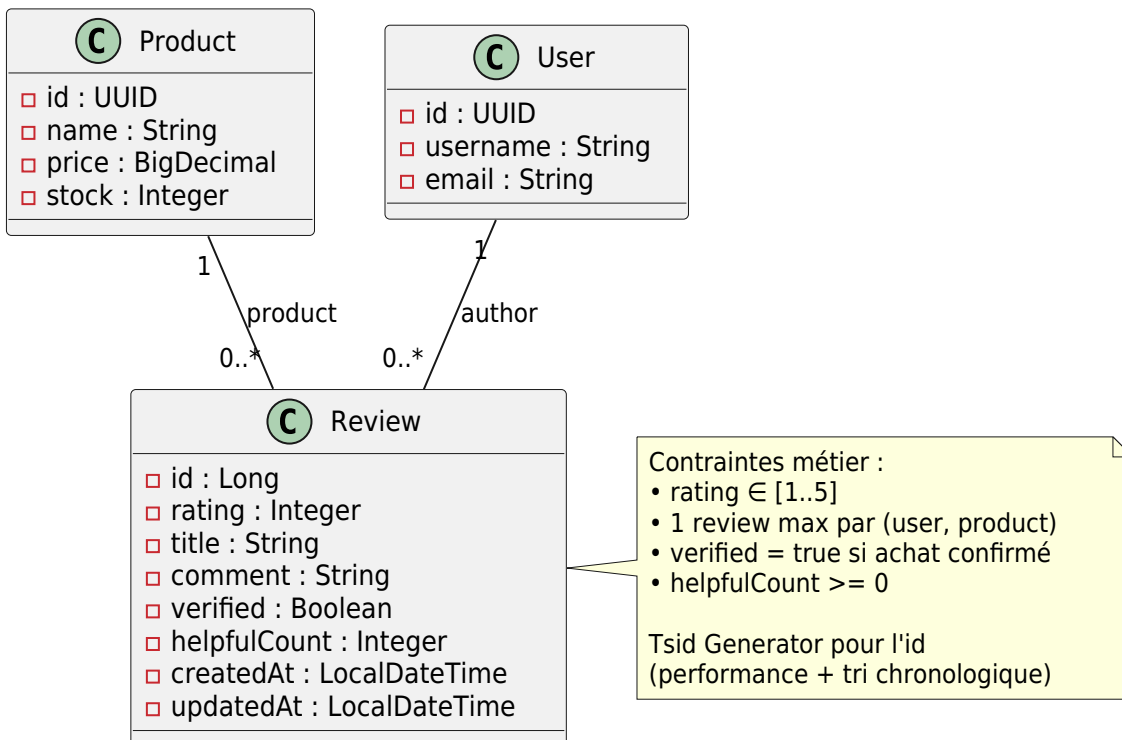 C Product
id : UUID
name : String
price : BigDecimal
stock : Integer
C User
id : UUID
username : String
email : String
1
1
product
author
0..*
0..*
C Review
id : Long
rating : Integer
title : String
comment : String
verified : Boolean
helpfulCount : Integer
createdAt : LocalDateTime
updatedAt : LocalDateTime
Contraintes métier :
• rating ∈ [1..5]
• 1 review max par (user, product)
• verified = true si achat confirmé
• helpfulCount >= 0
Tsid Generator pour l'id
(performance + tri chronologique)